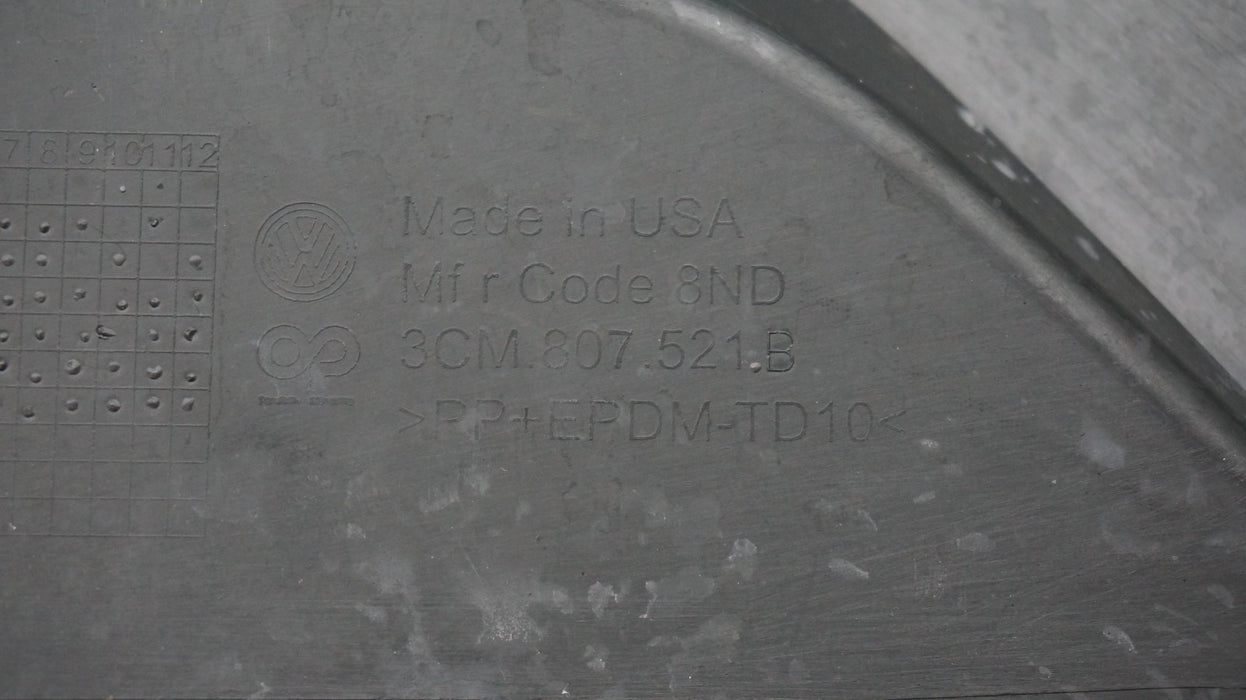 7 8 9 10 11 12
Made in USA
Mf r Code 8ND
3CM.807.521.B
>PP+EPDM-TD10<